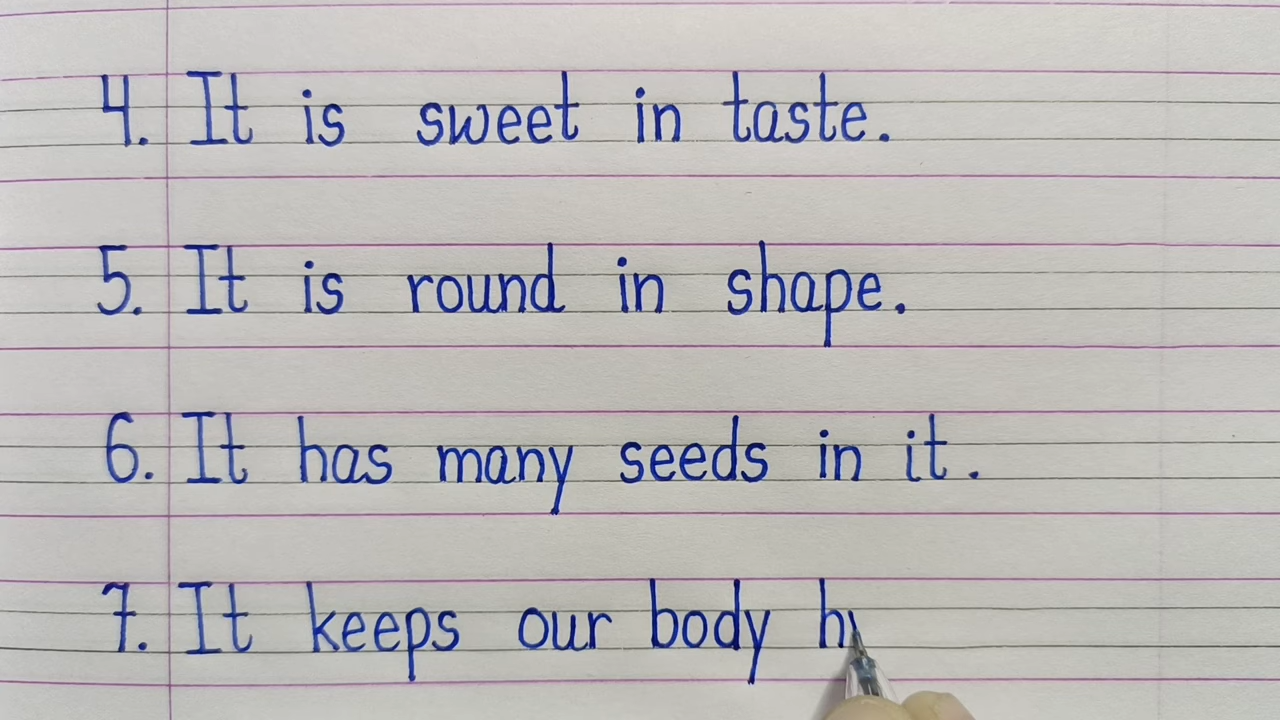 4. It is sweet in taste.
5. It is round in shape.
6. It has many seeds in it.
7. It keeps our body